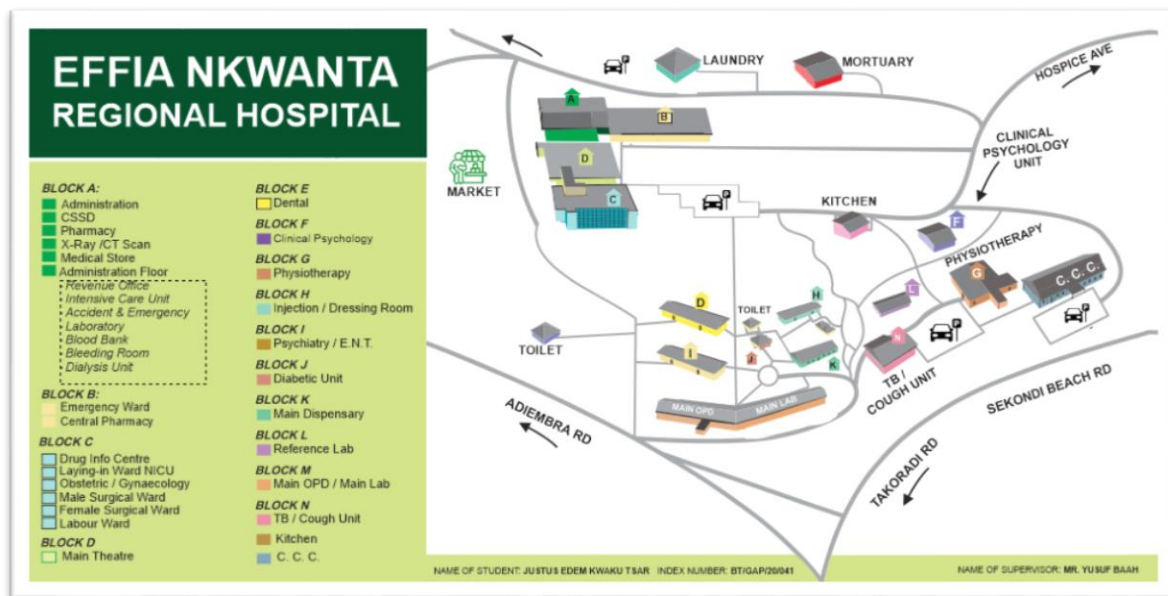 EFFIA NKWANTA
REGIONAL HOSPITAL
BLOCK A:
Administration
CSSD
Pharmacy
X-Ray /CT Scan
Medical Store
Administration Floor
Revenue Office
Intensive Care Unit
Accident & Emergency
Laboratory
Blood Bank
Bleeding Room
Dialysis Unit
BLOCK B:
Emergency Ward
Central Pharmacy
BLOCK C
Drug Info Centre
Laying-in Ward NICU
Obstetric / Gynaecology
Male Surgical Ward
Female Surgical Ward
Labour Ward
BLOCK D
Main Theatre
BLOCK E
Dental
BLOCK F
Clinical Psychology
BLOCK G
Physiotherapy
BLOCK H
Injection / Dressing Room
BLOCK I
Psychiatry / E.N.T.
BLOCK J
Diabetic Unit
BLOCK K
Main Dispensary
BLOCK L
Reference Lab
BLOCK M
Main OPD / Main Lab
BLOCK N
TB / Cough Unit
Kitchen
C. C. C.
P
LAUNDRY
MORTUARY
HOSPICE AVE
A
B
D
C
MARKET
P
CLINICAL
PSYCHOLOGY
UNIT
KITCHEN
F
PHYSIOTHERAPY
G
C. C. C.
L
H
D
TOILET
TOILET
I
J
K
N
P
P
TB /
COUGH UNIT
MAIN OPD
MAIN LAB
ADIEMBRA RD
SEKONDI BEACH RD
TAKORADI RD
NAME OF STUDENT: JUSTUS EDEM KWAKU TSAR INDEX NUMBER: BT/GAP/20/041
NAME OF SUPERVISOR: MR. YUSUF BAAH